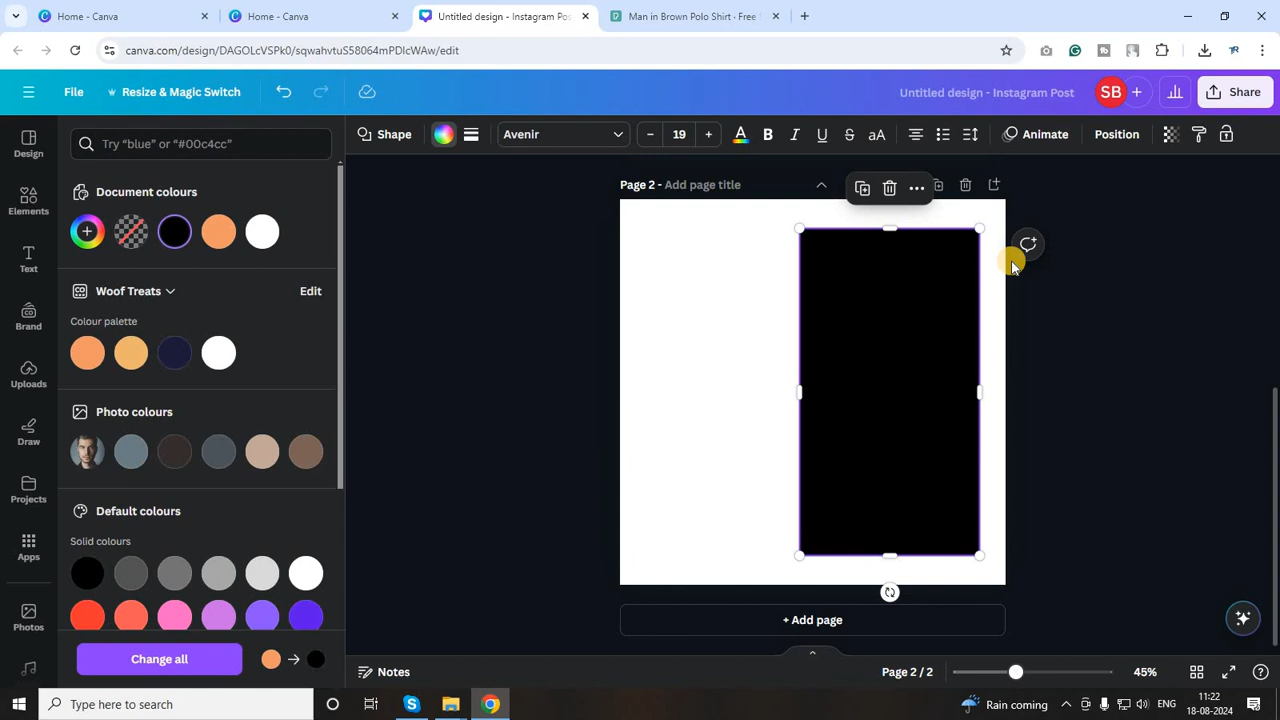 Home - Canva
Home - Canva
Untitled design - Instagram Pos
Man in Brown Polo Shirt · Free S
canva.com/design/DAGOLcVSPk0/sqwahvtuS58064mPDIcWAw/edit
File
Resize & Magic Switch
Untitled design - Instagram Post
SB
Share
Design
Elements
Text
Brand
Uploads
Draw
Projects
Apps
Photos
Try “blue” or “#00c4cc”
Document colours
Woof Treats
Edit
Colour palette
Photo colours
Default colours
Solid colours
Change all
Shape
Avenir
19
A
B
I
U
S
aA
Animate
Position
Page 2 - Add page title
+ Add page
Notes
Page 2 / 2
45%
Type here to search
Rain coming
ENG
11:22
18-08-2024